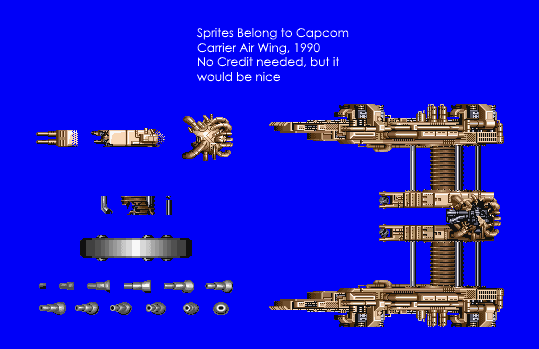 Sprites Belong to Capcom
Carrier Air Wing, 1990
No Credit needed, but it
would be nice